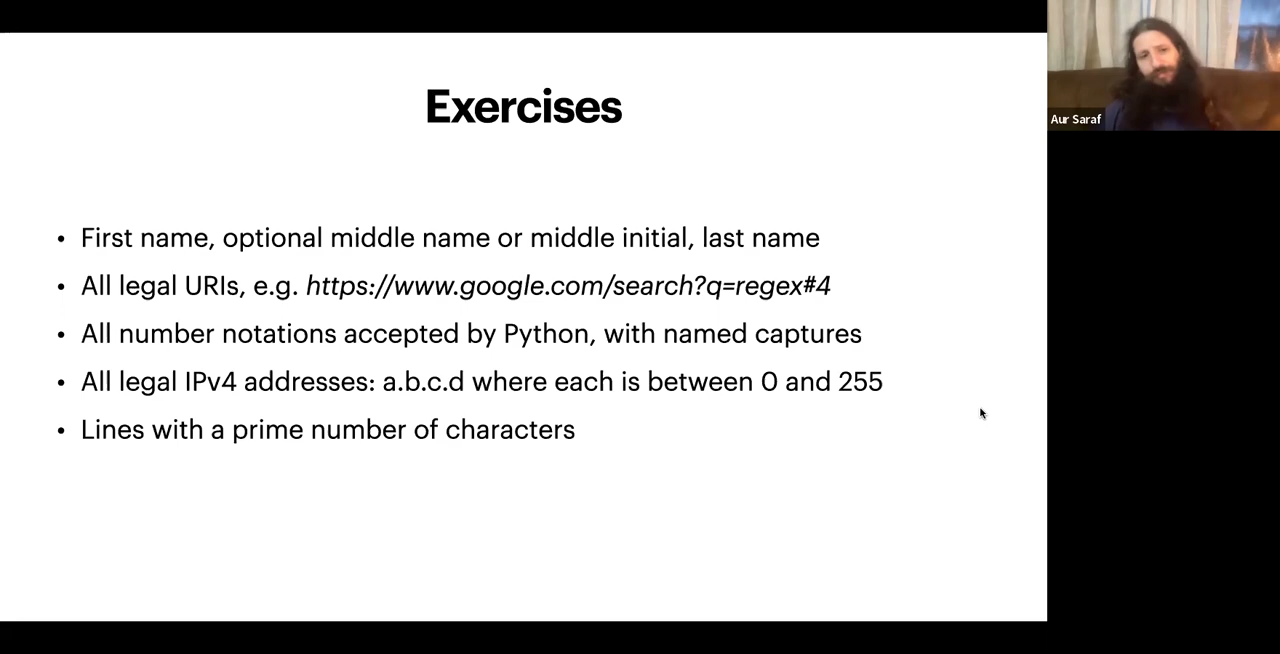 Exercises
• First name, optional middle name or middle initial, last name
• All legal URIs, e.g. https://www.google.com/search?q=regex#4
• All number notations accepted by Python, with named captures
• All legal IPv4 addresses: a.b.c.d where each is between 0 and 255
• Lines with a prime number of characters
Aur Saraf